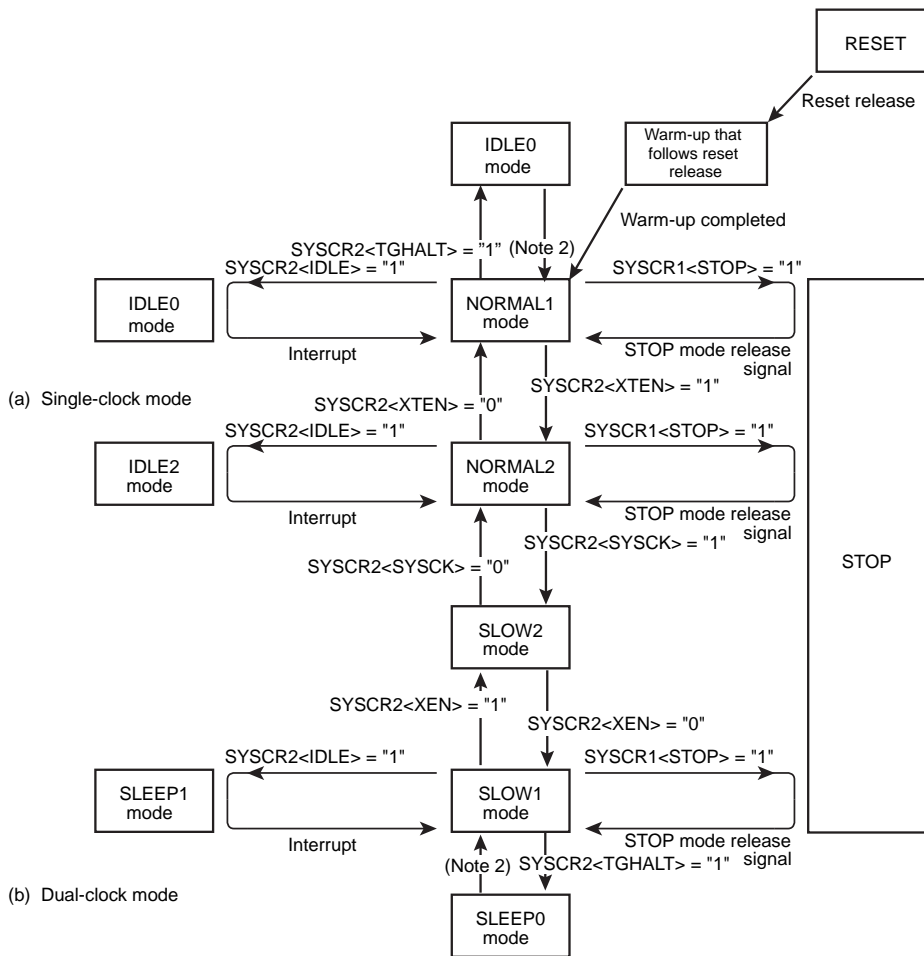 RESET
Reset release
IDLE0
mode
Warm-up that
follows reset
release
Warm-up completed
SYSCR2<TGHALT> = "1"
(Note 2)
SYSCR2<IDLE> = "1"
SYSCR1<STOP> = "1"
IDLE0
mode
NORMAL1
mode
Interrupt
STOP mode release
signal
SYSCR2<XTEN> = "1"
(a) Single-clock mode
SYSCR2<XTEN> = "0"
SYSCR2<IDLE> = "1"
SYSCR1<STOP> = "1"
IDLE2
mode
NORMAL2
mode
Interrupt
STOP mode release
signal
SYSCR2<SYSCK> = "1"
SYSCR2<SYSCK> = "0"
STOP
SLOW2
mode
SYSCR2<XEN> = "1"
SYSCR2<XEN> = "0"
SYSCR2<IDLE> = "1"
SYSCR1<STOP> = "1"
SLEEP1
mode
SLOW1
mode
Interrupt
STOP mode release
signal
(Note 2)
SYSCR2<TGHALT> = "1"
(b) Dual-clock mode
SLEEP0
mode